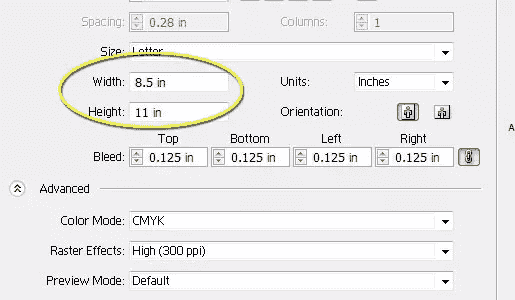 Spacing: 0.28 in Columns: 1
Size: Letter
Width: 8.5 in Units: Inches
Height: 11 in Orientation:
Top Bottom Left Right
Bleed: 0.125 in 0.125 in 0.125 in 0.125 in
Advanced
Color Mode: CMYK
Raster Effects: High (300 ppi)
Preview Mode: Default
A